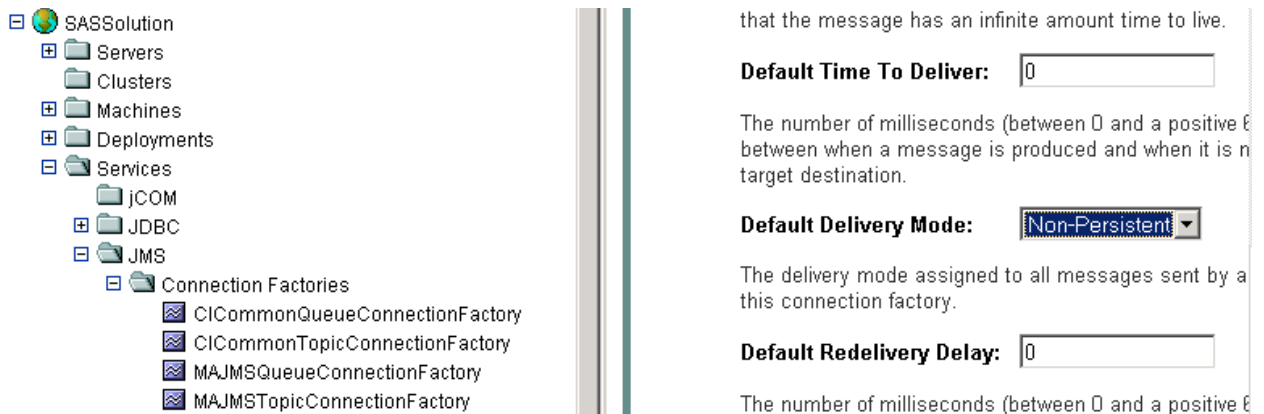 SASSolution
Servers
Clusters
Machines
Deployments
Services
jCOM
JDBC
JMS
Connection Factories
CICommonQueueConnectionFactory
CICommonTopicConnectionFactory
MAJMSQueueConnectionFactory
MAJMSTopicConnectionFactory
that the message has an infinite amount time to live.
Default Time To Deliver: 0
The number of milliseconds (between 0 and a positive
between when a message is produced and when it is
target destination.
Default Delivery Mode: Non-Persistent
The delivery mode assigned to all messages sent by a
this connection factory.
Default Redelivery Delay: 0
The number of milliseconds (between 0 and a positive